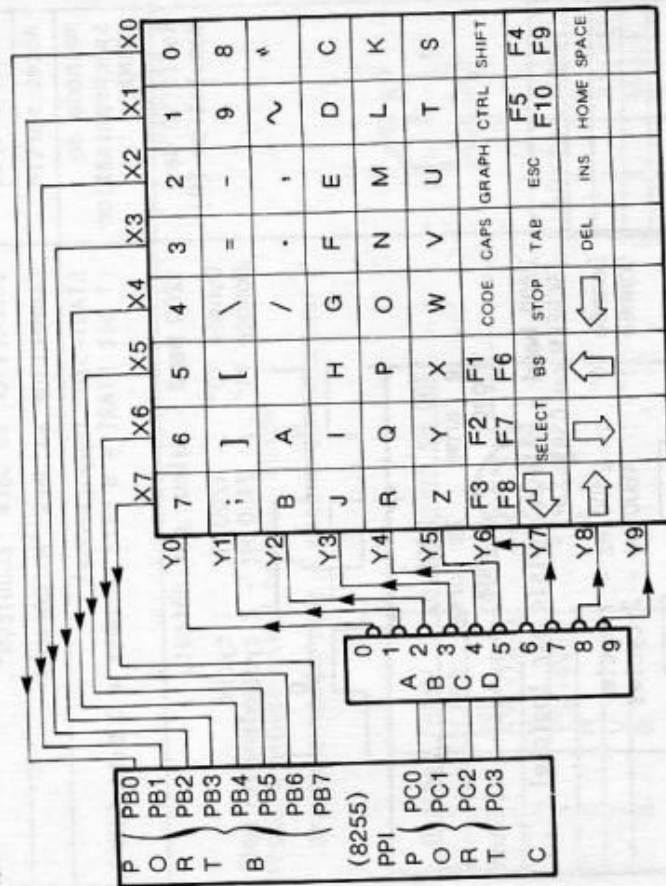 X7 X6 X5 X4 X3 X2 X1 X0
Y0 7 6 5 4 3 2 1 0
Y1 ; ] [ \ = - 9 8
Y2 B A / . , ~
Y3 J I H G F E D C
Y4 R Q P O N M L K
Y5 Z Y X W V U T S
Y6 F3 F2 F1 CODE CAPS GRAPH CTRL SHIFT
F8 F7 F6
Y7 SELECT BS STOP TAB ESC F5 F4
F10 F9
Y8 DEL INS HOME SPACE
Y9
P PB0
O PB1
R PB2
T PB3
B PB4
PB5
PB6
PB7
(8255)
PPI
P PC0
O PC1
R PC2
T PC3
C
A
B
C
D
0
1
2
3
4
5
6
7
8
9